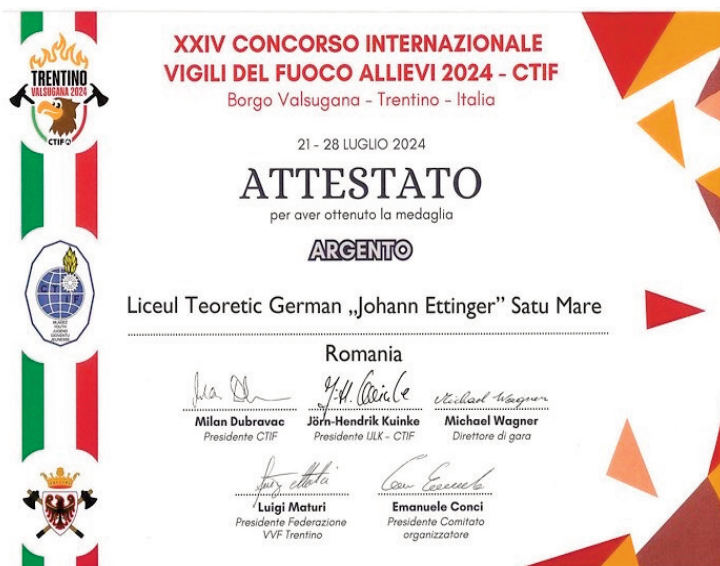 XXIV CONCORSO INTERNAZIONALE
VIGILI DEL FUOCO ALLIEVI 2024 - CTIF
Borgo Valsugana - Trentino - Italia
TRENTINO
VALSUGANA 2024
CTIF
21 - 28 LUGLIO 2024
ATTESTATO
per aver ottenuto la medaglia
ARGENTO
CTIF
Liceul Teoretic German „Johann Ettinger” Satu Mare
Romania
Milan Dubravac
Presidente CTIF
Jörn-Hendrik Kuinke
Presidente IJLK - CTIF
Michael Wagner
Direttore di gara
Luigi Maturi
Presidente Federazione
VVF Trentino
Emanuele Conci
Presidente Comitato
organizzatore